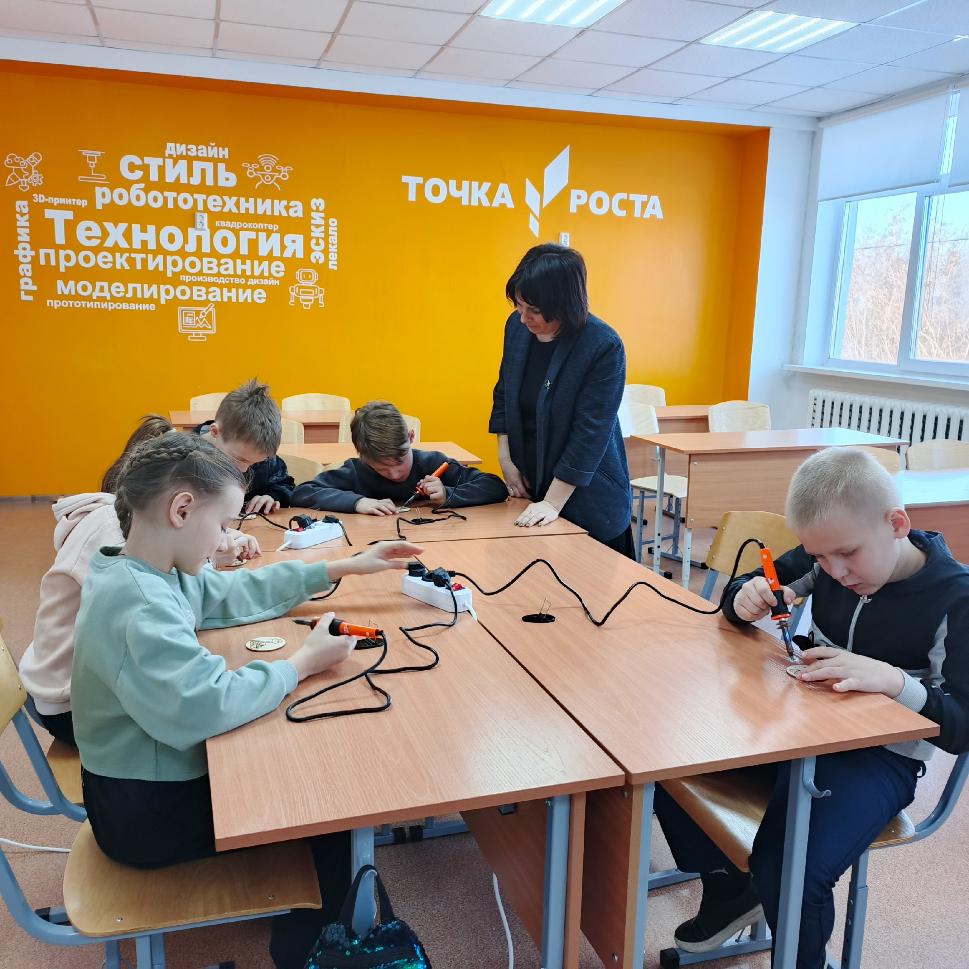 дизайн
стиль
3D-принтер робототехника
квадрокоптер
Технология
графика
эскиз
лекало
проектирование
производство дизайн
моделирование
прототипирование
ТОЧКА РОСТА